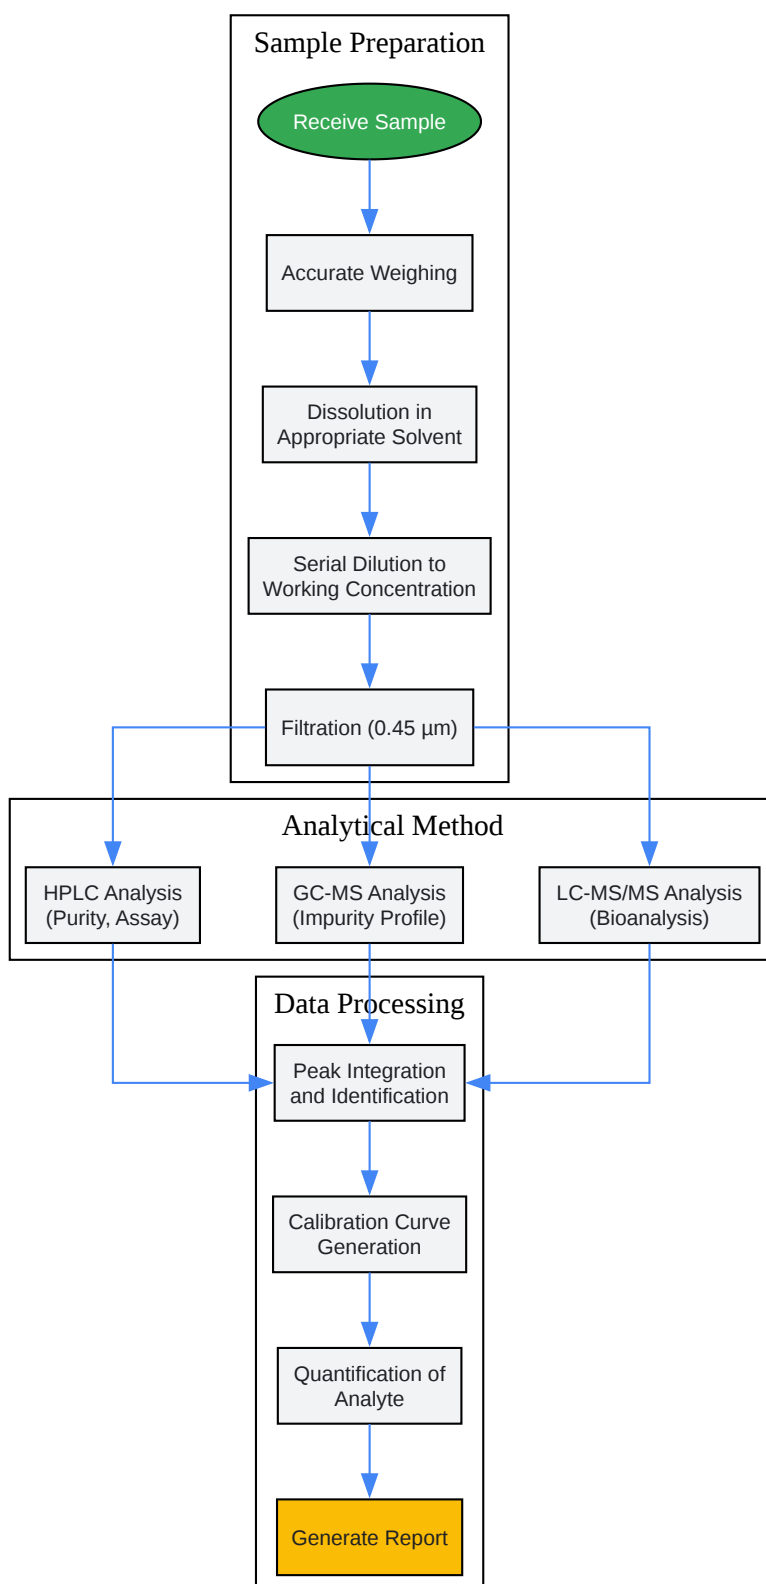 Sample Preparation
Receive Sample
Accurate Weighing
Dissolution in
Appropriate Solvent
Serial Dilution to
Working Concentration
Filtration (0.45 µm)
Analytical Method
HPLC Analysis
(Purity, Assay)
GC-MS Analysis
(Impurity Profile)
LC-MS/MS Analysis
(Bioanalysis)
Data Processing
Peak Integration
and Identification
Calibration Curve
Generation
Quantification of
Analyte
Generate Report